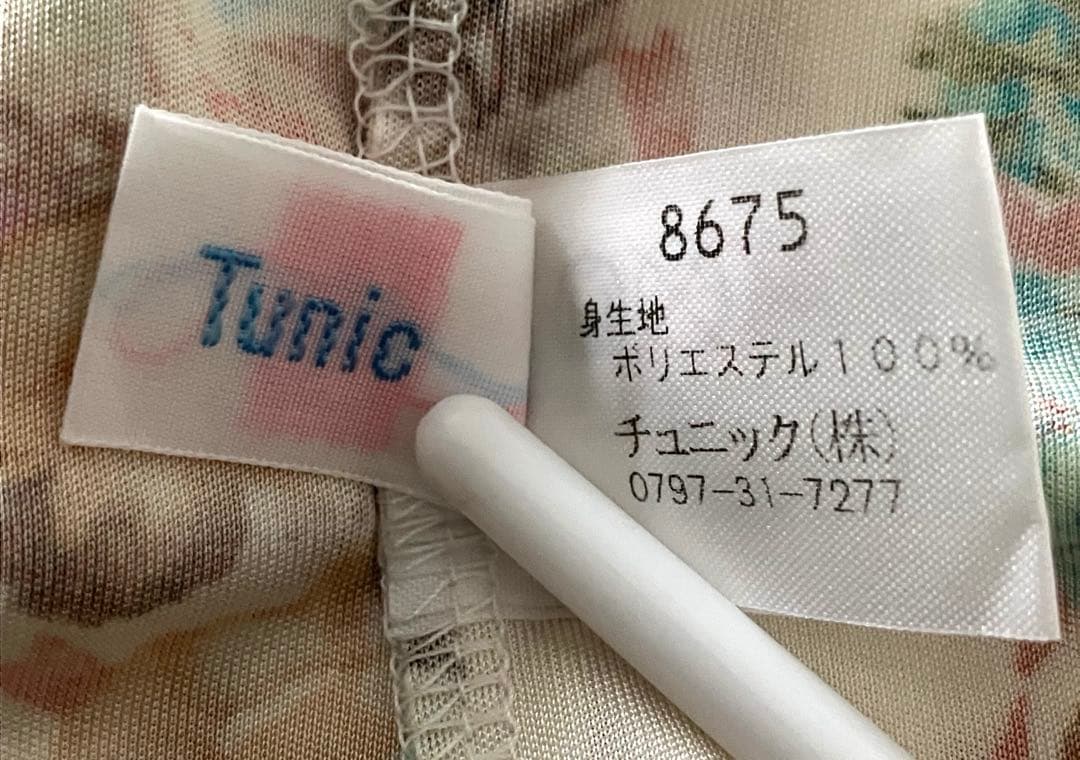 Tunic
8675
身生地
ポリエステル100%
チュニック(株)
0797-31-7277